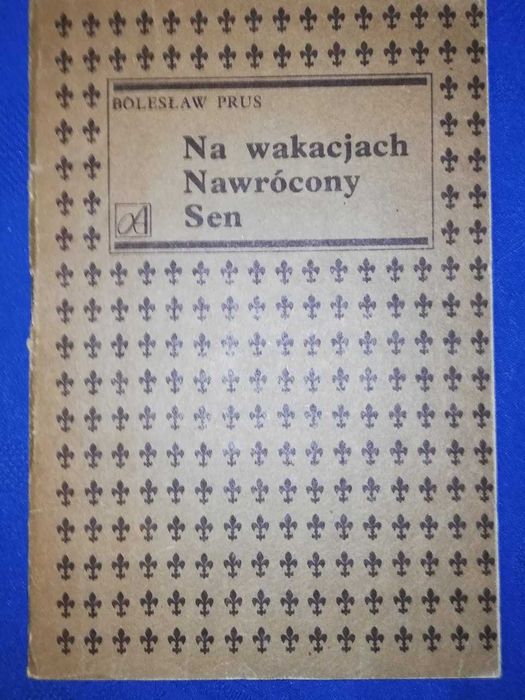 BOLESŁAW PRUS
Na wakacjach
Nawrócony
Sen